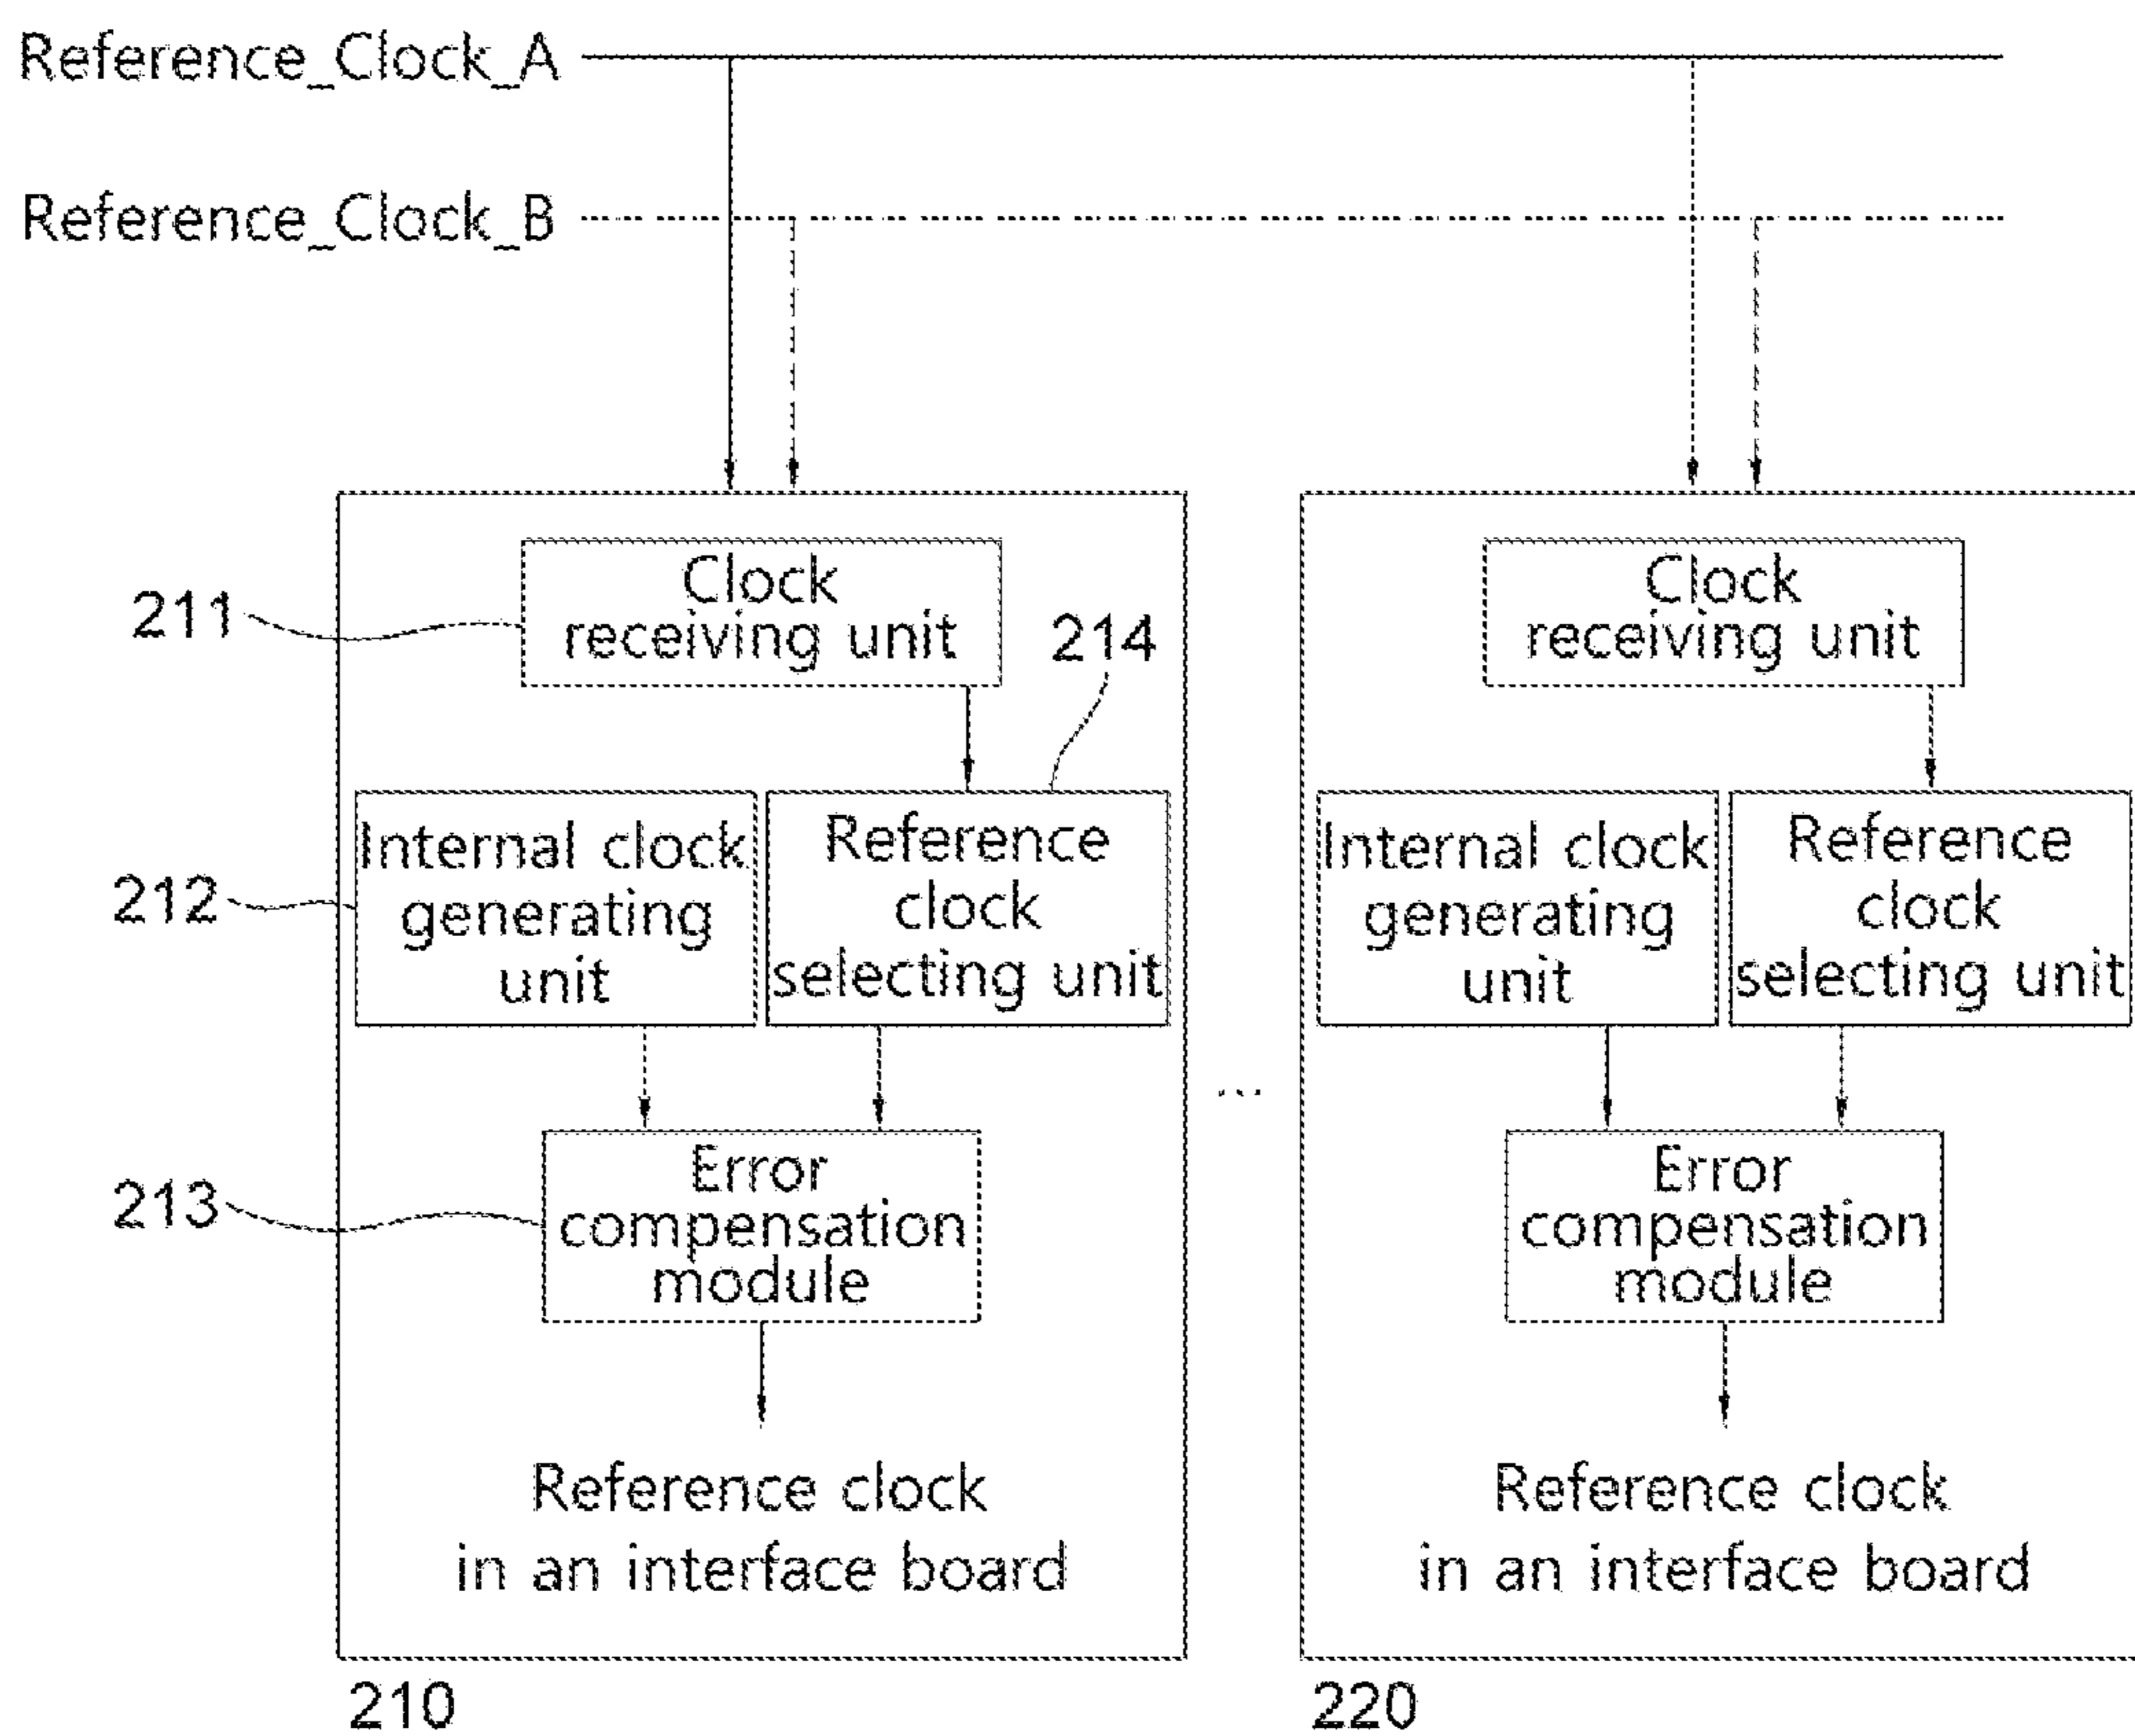 Reference_Clock_A
Reference_Clock_B
211
Clock
receiving unit
214
212
Internal clock
generating
unit
Reference
clock
selecting unit
213
Error
compensation
module
Reference clock
in an interface board
210
...
Clock
receiving unit
Internal clock
generating
unit
Reference
clock
selecting unit
Error
compensation
module
Reference clock
in an interface board
220